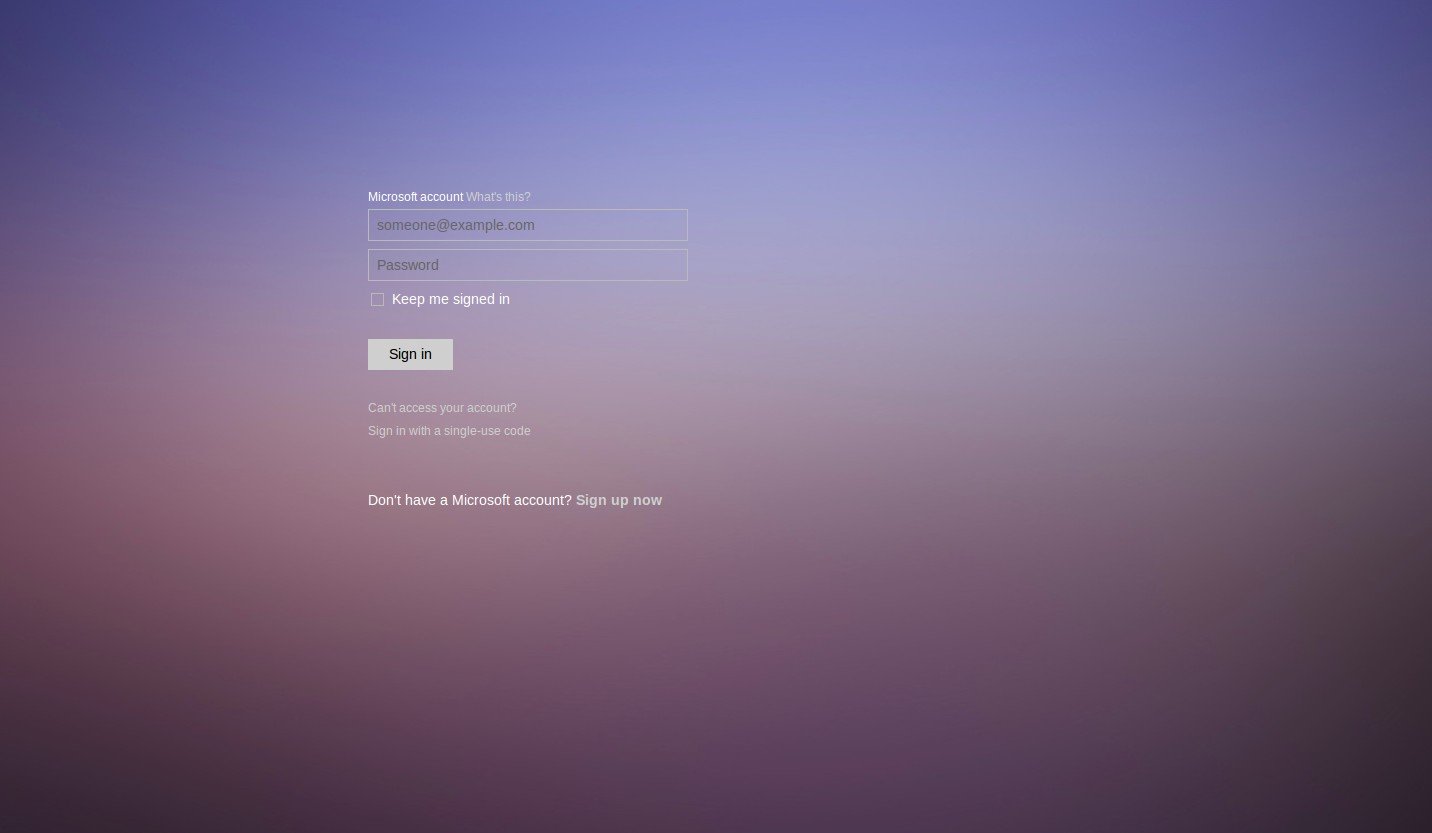 Microsoft account What's this?
someone@example.com
Password
Keep me signed in
Sign in
Can't access your account?
Sign in with a single-use code
Don't have a Microsoft account? Sign up now